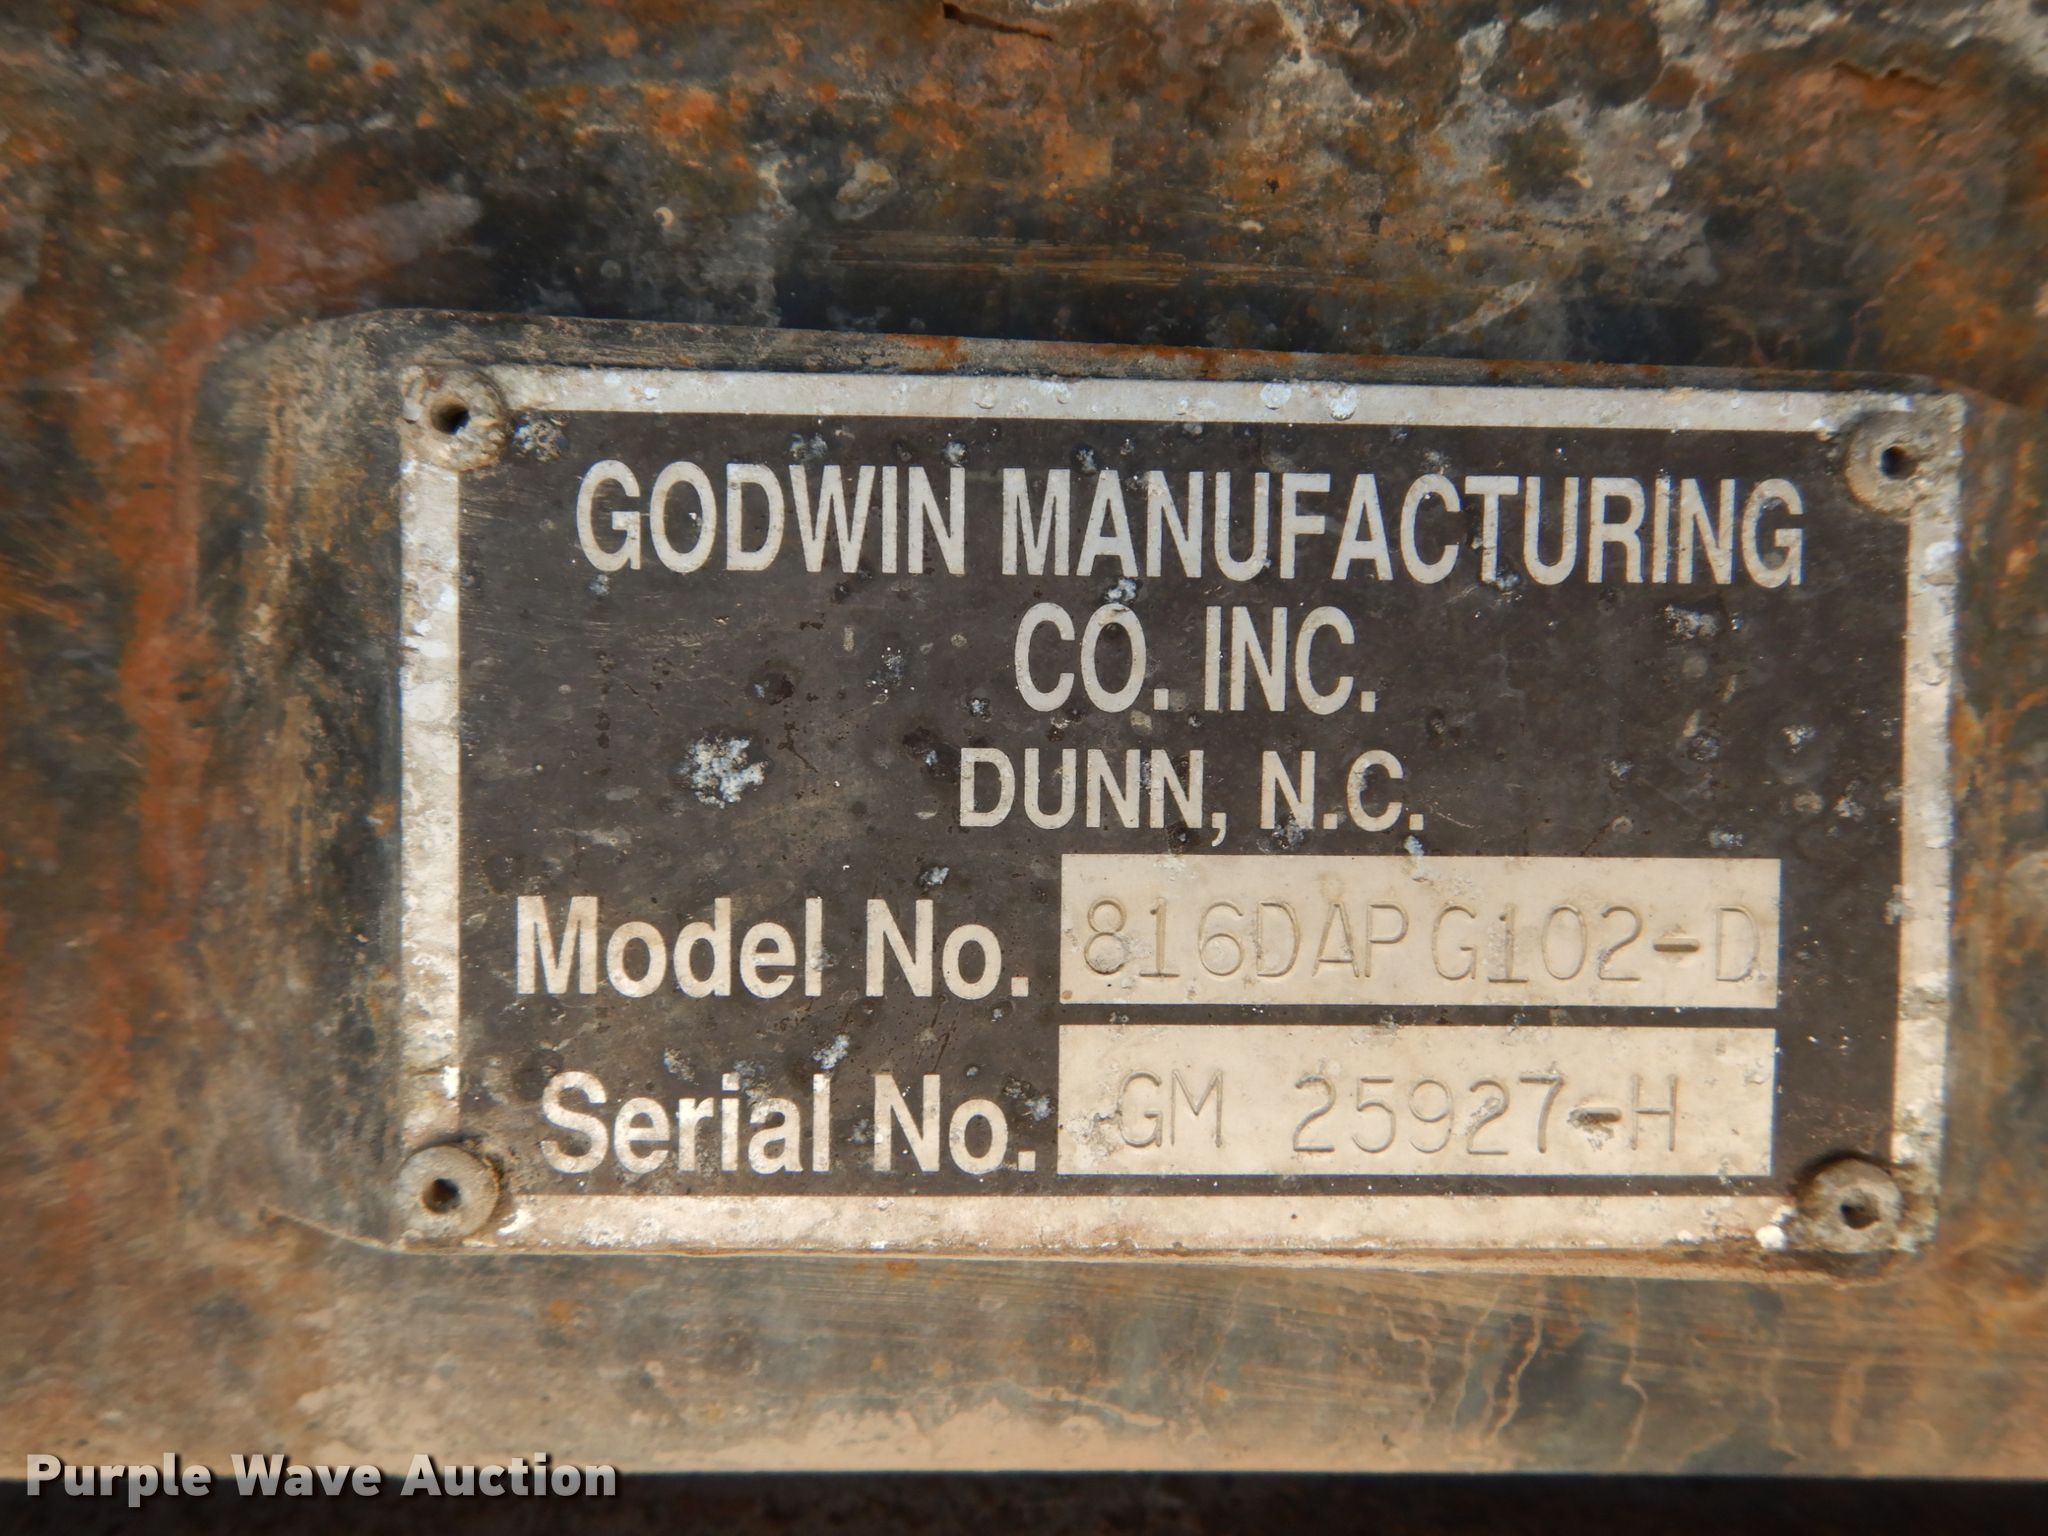 GODWIN MANUFACTURING
CO. INC.
DUNN, N.C.
Model No. 816DAPG102-D
Serial No. GM 25927-H
Purple Wave Auction